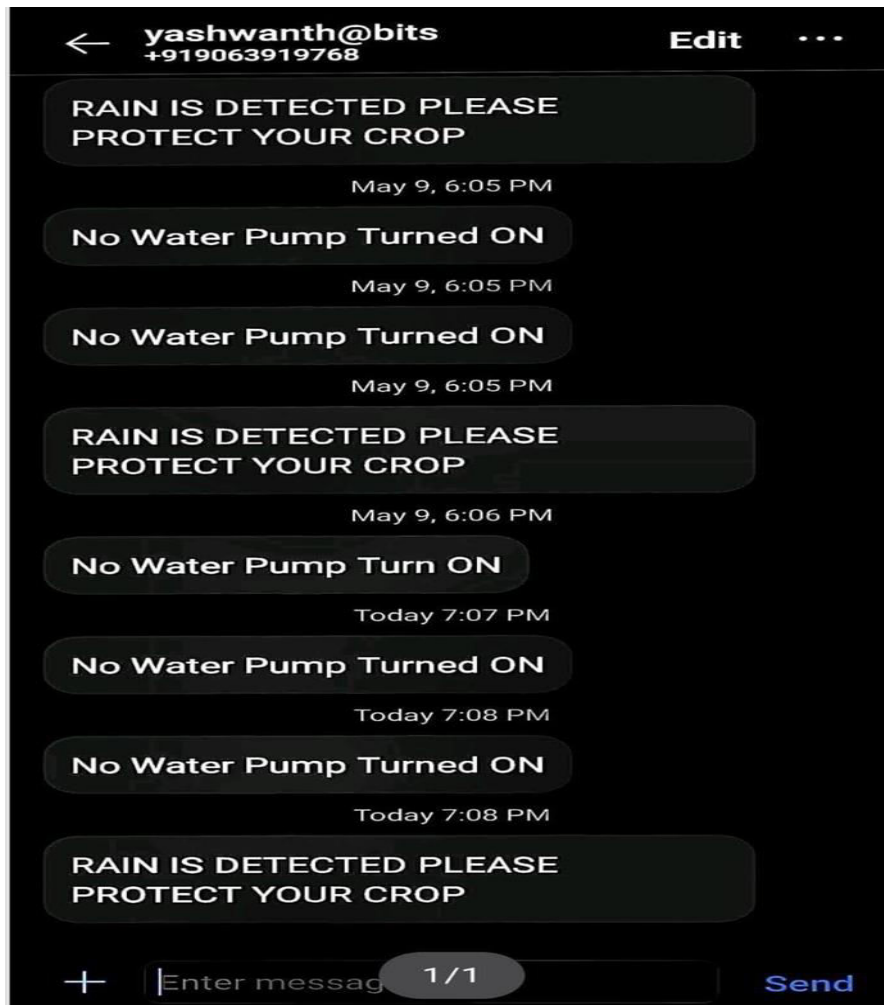 yashwanth@bits
+919063919768
Edit
RAIN IS DETECTED PLEASE
PROTECT YOUR CROP
May 9, 6:05 PM
No Water Pump Turned ON
May 9, 6:05 PM
No Water Pump Turned ON
May 9, 6:05 PM
RAIN IS DETECTED PLEASE
PROTECT YOUR CROP
May 9, 6:06 PM
No Water Pump Turn ON
Today 7:07 PM
No Water Pump Turned ON
Today 7:08 PM
No Water Pump Turned ON
Today 7:08 PM
RAIN IS DETECTED PLEASE
PROTECT YOUR CROP
Enter messag
1/1
Send